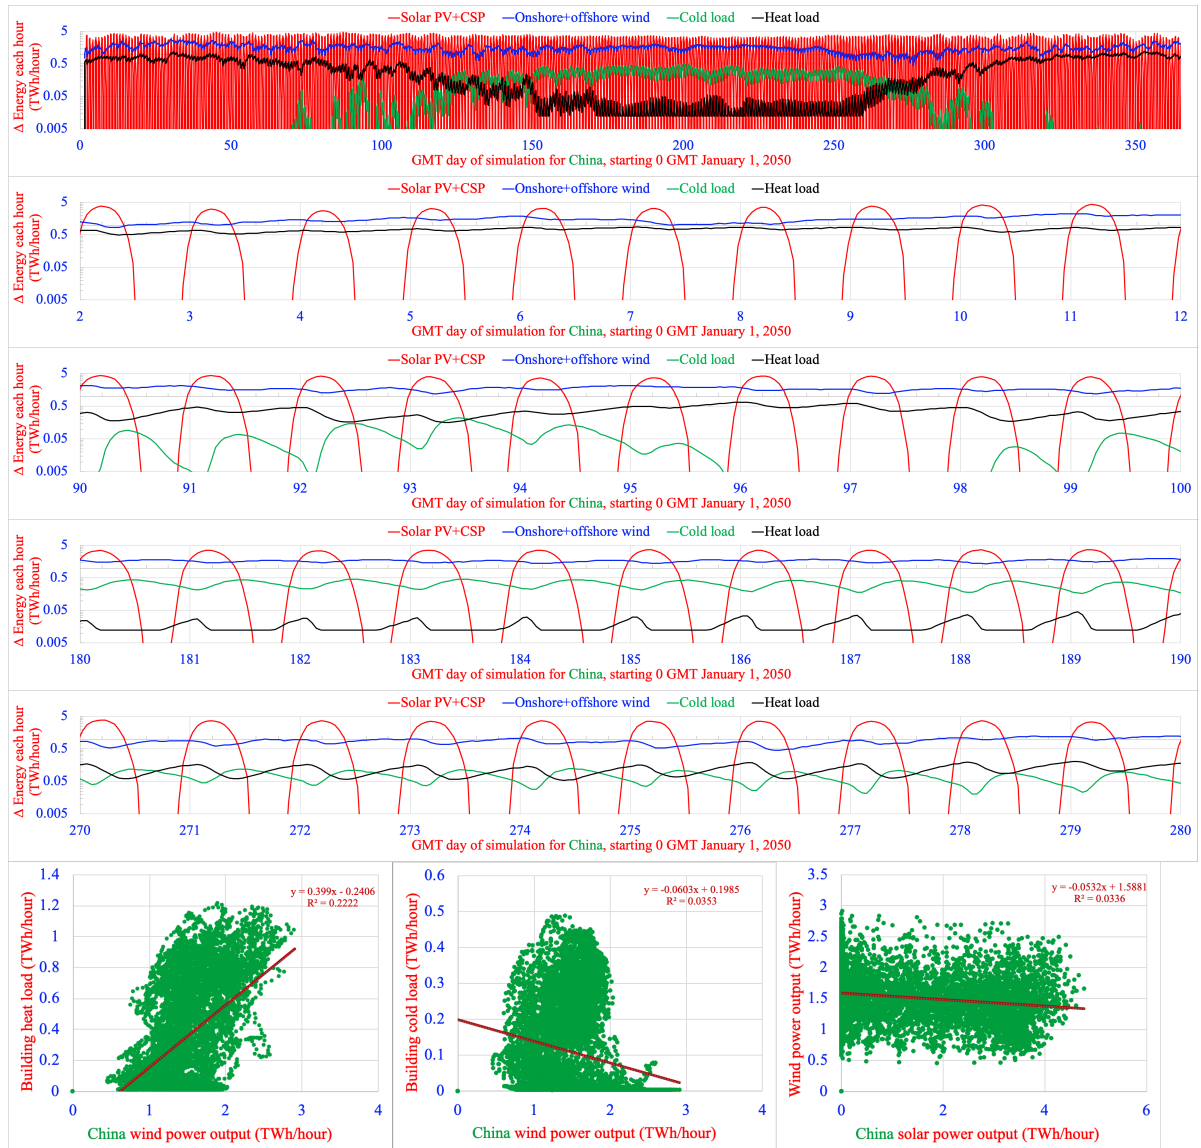 Solar PV+CSP Onshore+offshore wind Cold load Heat load
Δ Energy each hour
(TWh/hour)
5
0.5
0.05
0.005
0 50 100 150 200 250 300 350
GMT day of simulation for China, starting 0 GMT January 1, 2050
Solar PV+CSP Onshore+offshore wind Cold load Heat load
Δ Energy each hour
(TWh/hour)
5
0.5
0.05
0.005
2 3 4 5 6 7 8 9 10 11 12
GMT day of simulation for China, starting 0 GMT January 1, 2050
Solar PV+CSP Onshore+offshore wind Cold load Heat load
Δ Energy each hour
(TWh/hour)
5
0.5
0.05
0.005
90 91 92 93 94 95 96 97 98 99 100
GMT day of simulation for China, starting 0 GMT January 1, 2050
Solar PV+CSP Onshore+offshore wind Cold load Heat load
Δ Energy each hour
(TWh/hour)
5
0.5
0.05
0.005
180 181 182 183 184 185 186 187 188 189 190
GMT day of simulation for China, starting 0 GMT January 1, 2050
Solar PV+CSP Onshore+offshore wind Cold load Heat load
Δ Energy each hour
(TWh/hour)
5
0.5
0.05
0.005
270 271 272 273 274 275 276 277 278 279 280
GMT day of simulation for China, starting 0 GMT January 1, 2050
Building heat load (TWh/hour)
1.4
1.2
1
0.8
0.6
0.4
0.2
0
y = 0.399x - 0.2406
R² = 0.2222
0 1 2 3 4
China wind power output (TWh/hour)
Building cold load (TWh/hour)
0.6
0.5
0.4
0.3
0.2
0.1
0
y = -0.0603x + 0.1985
R² = 0.0353
0 1 2 3 4
China wind power output (TWh/hour)
Wind power output (TWh/hour)
3.5
3
2.5
2
1.5
1
0.5
0
y = -0.0532x + 1.5881
R² = 0.0336
0 2 4 6
China solar power output (TWh/hour)